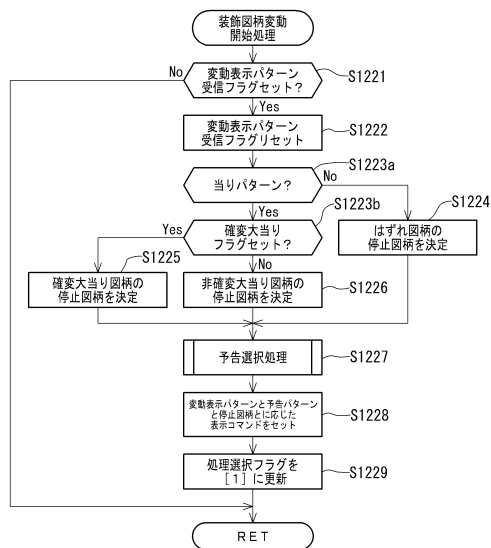 装飾図柄変動
開始処理
No
変動表示パターン
受信フラグセット？
S1221
Yes
変動表示パターン
受信フラグリセット
S1222
S1223a
当りパターン？
No
Yes
S1223b
S1224
Yes
確変大当り
フラグセット？
はずれ図柄の
停止図柄を決定
S1225
No
確変大当り図柄の
停止図柄を決定
非確変大当り図柄の
停止図柄を決定
S1226
予告選択処理
S1227
変動表示パターンと予告パターン
と停止図柄とに応じた
表示コマンドをセット
S1228
処理選択フラグを
［１］に更新
S1229
ＲＥＴ